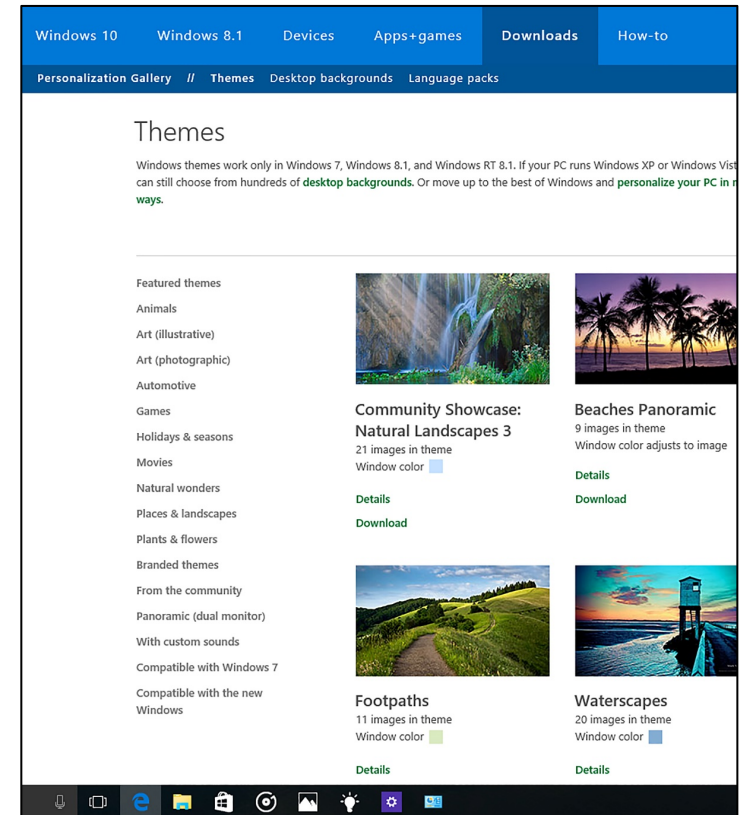 Windows 10 Windows 8.1 Devices Apps+games Downloads How-to
Personalization Gallery // Themes Desktop backgrounds Language packs
Themes
Windows themes work only in Windows 7, Windows 8.1, and Windows RT 8.1. If your PC runs Windows XP or Windows Vist
can still choose from hundreds of desktop backgrounds. Or move up to the best of Windows and personalize your PC in
ways.
Featured themes
Animals
Art (illustrative)
Art (photographic)
Automotive
Games
Holidays & seasons
Movies
Natural wonders
Places & landscapes
Plants & flowers
Branded themes
From the community
Panoramic (dual monitor)
With custom sounds
Compatible with Windows 7
Compatible with the new
Windows
Community Showcase:
Natural Landscapes 3
21 images in theme
Window color
Details
Download
Beaches Panoramic
9 images in theme
Window color adjusts to image
Details
Download
Footpaths
11 images in theme
Window color
Details
Waterscapes
20 images in theme
Window color
Details